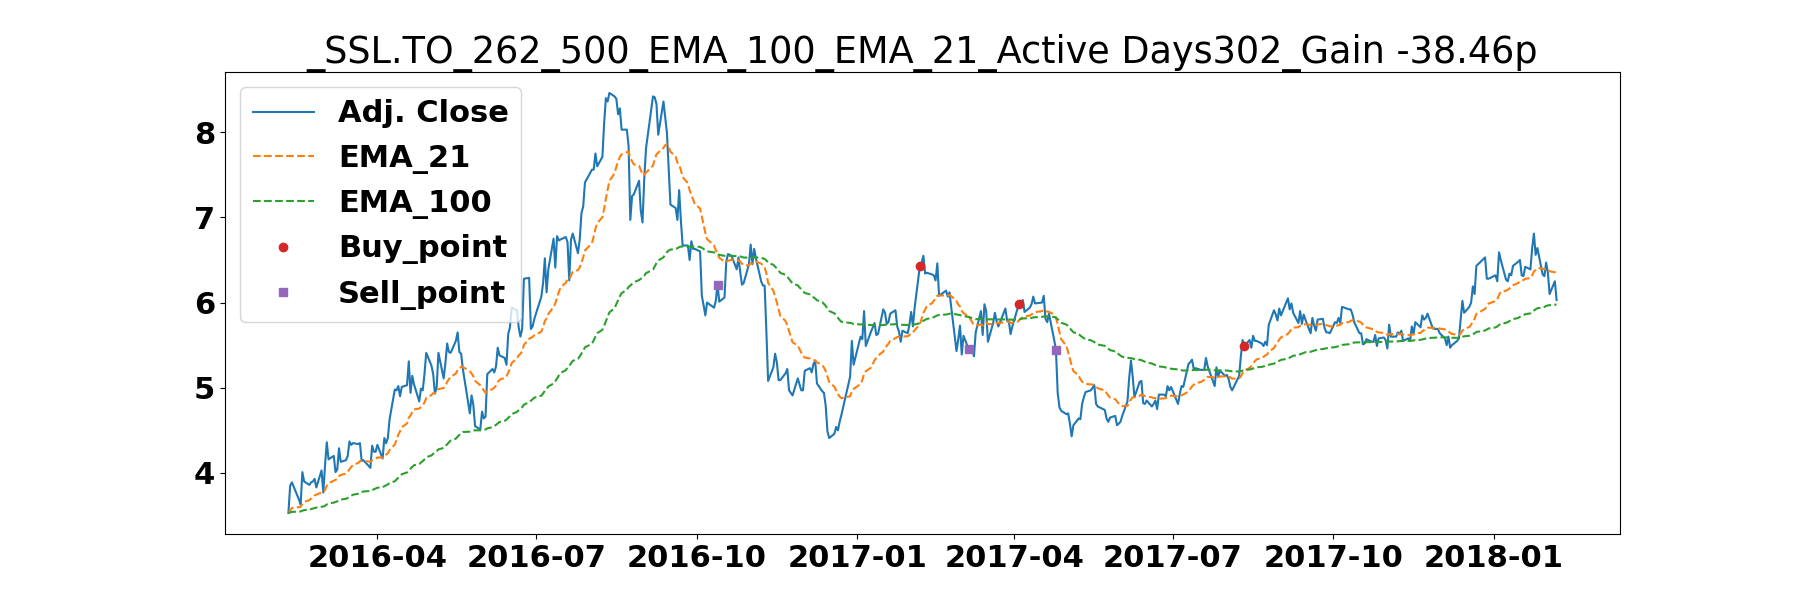 _SSL.TO_262_500_EMA_100_EMA_21_Active Days302_Gain -38.46p
Adj. Close
EMA_21
EMA_100
Buy_point
Sell_point
8
7
6
5
4
2016-04 2016-07 2016-10 2017-01 2017-04 2017-07 2017-10 2018-01